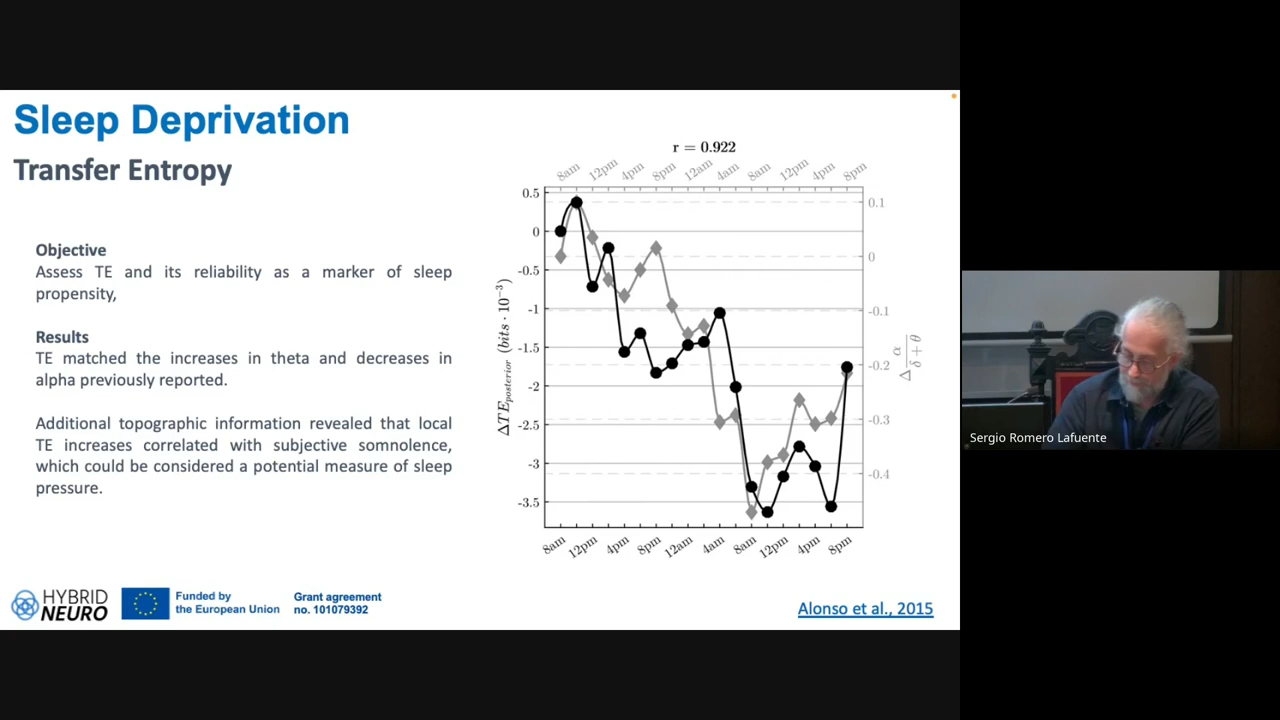 Sleep Deprivation
Transfer Entropy
Objective
Assess TE and its reliability as a marker of sleep
propensity,
Results
TE matched the increases in theta and decreases in
alpha previously reported.
Additional topographic information revealed that local
TE increases correlated with subjective somnolence,
which could be considered a potential measure of sleep
pressure.
r = 0.922
8am 12pm 4pm 8pm 12am 4am 8am 12pm 4pm 8pm
0.5
0
-0.5
-1
-1.5
-2
-2.5
-3
-3.5
ΔTE_posterior (bits · 10⁻³)
0.1
0
-0.1
-0.2
-0.3
-0.4
Δ α / δ + θ
8am 12pm 4pm 8pm 12am 4am 8am 12pm 4pm 8pm
HYBRID
NEURO
Funded by
the European Union
Grant agreement
no. 101079392
Alonso et al., 2015
Sergio Romero Lafuente